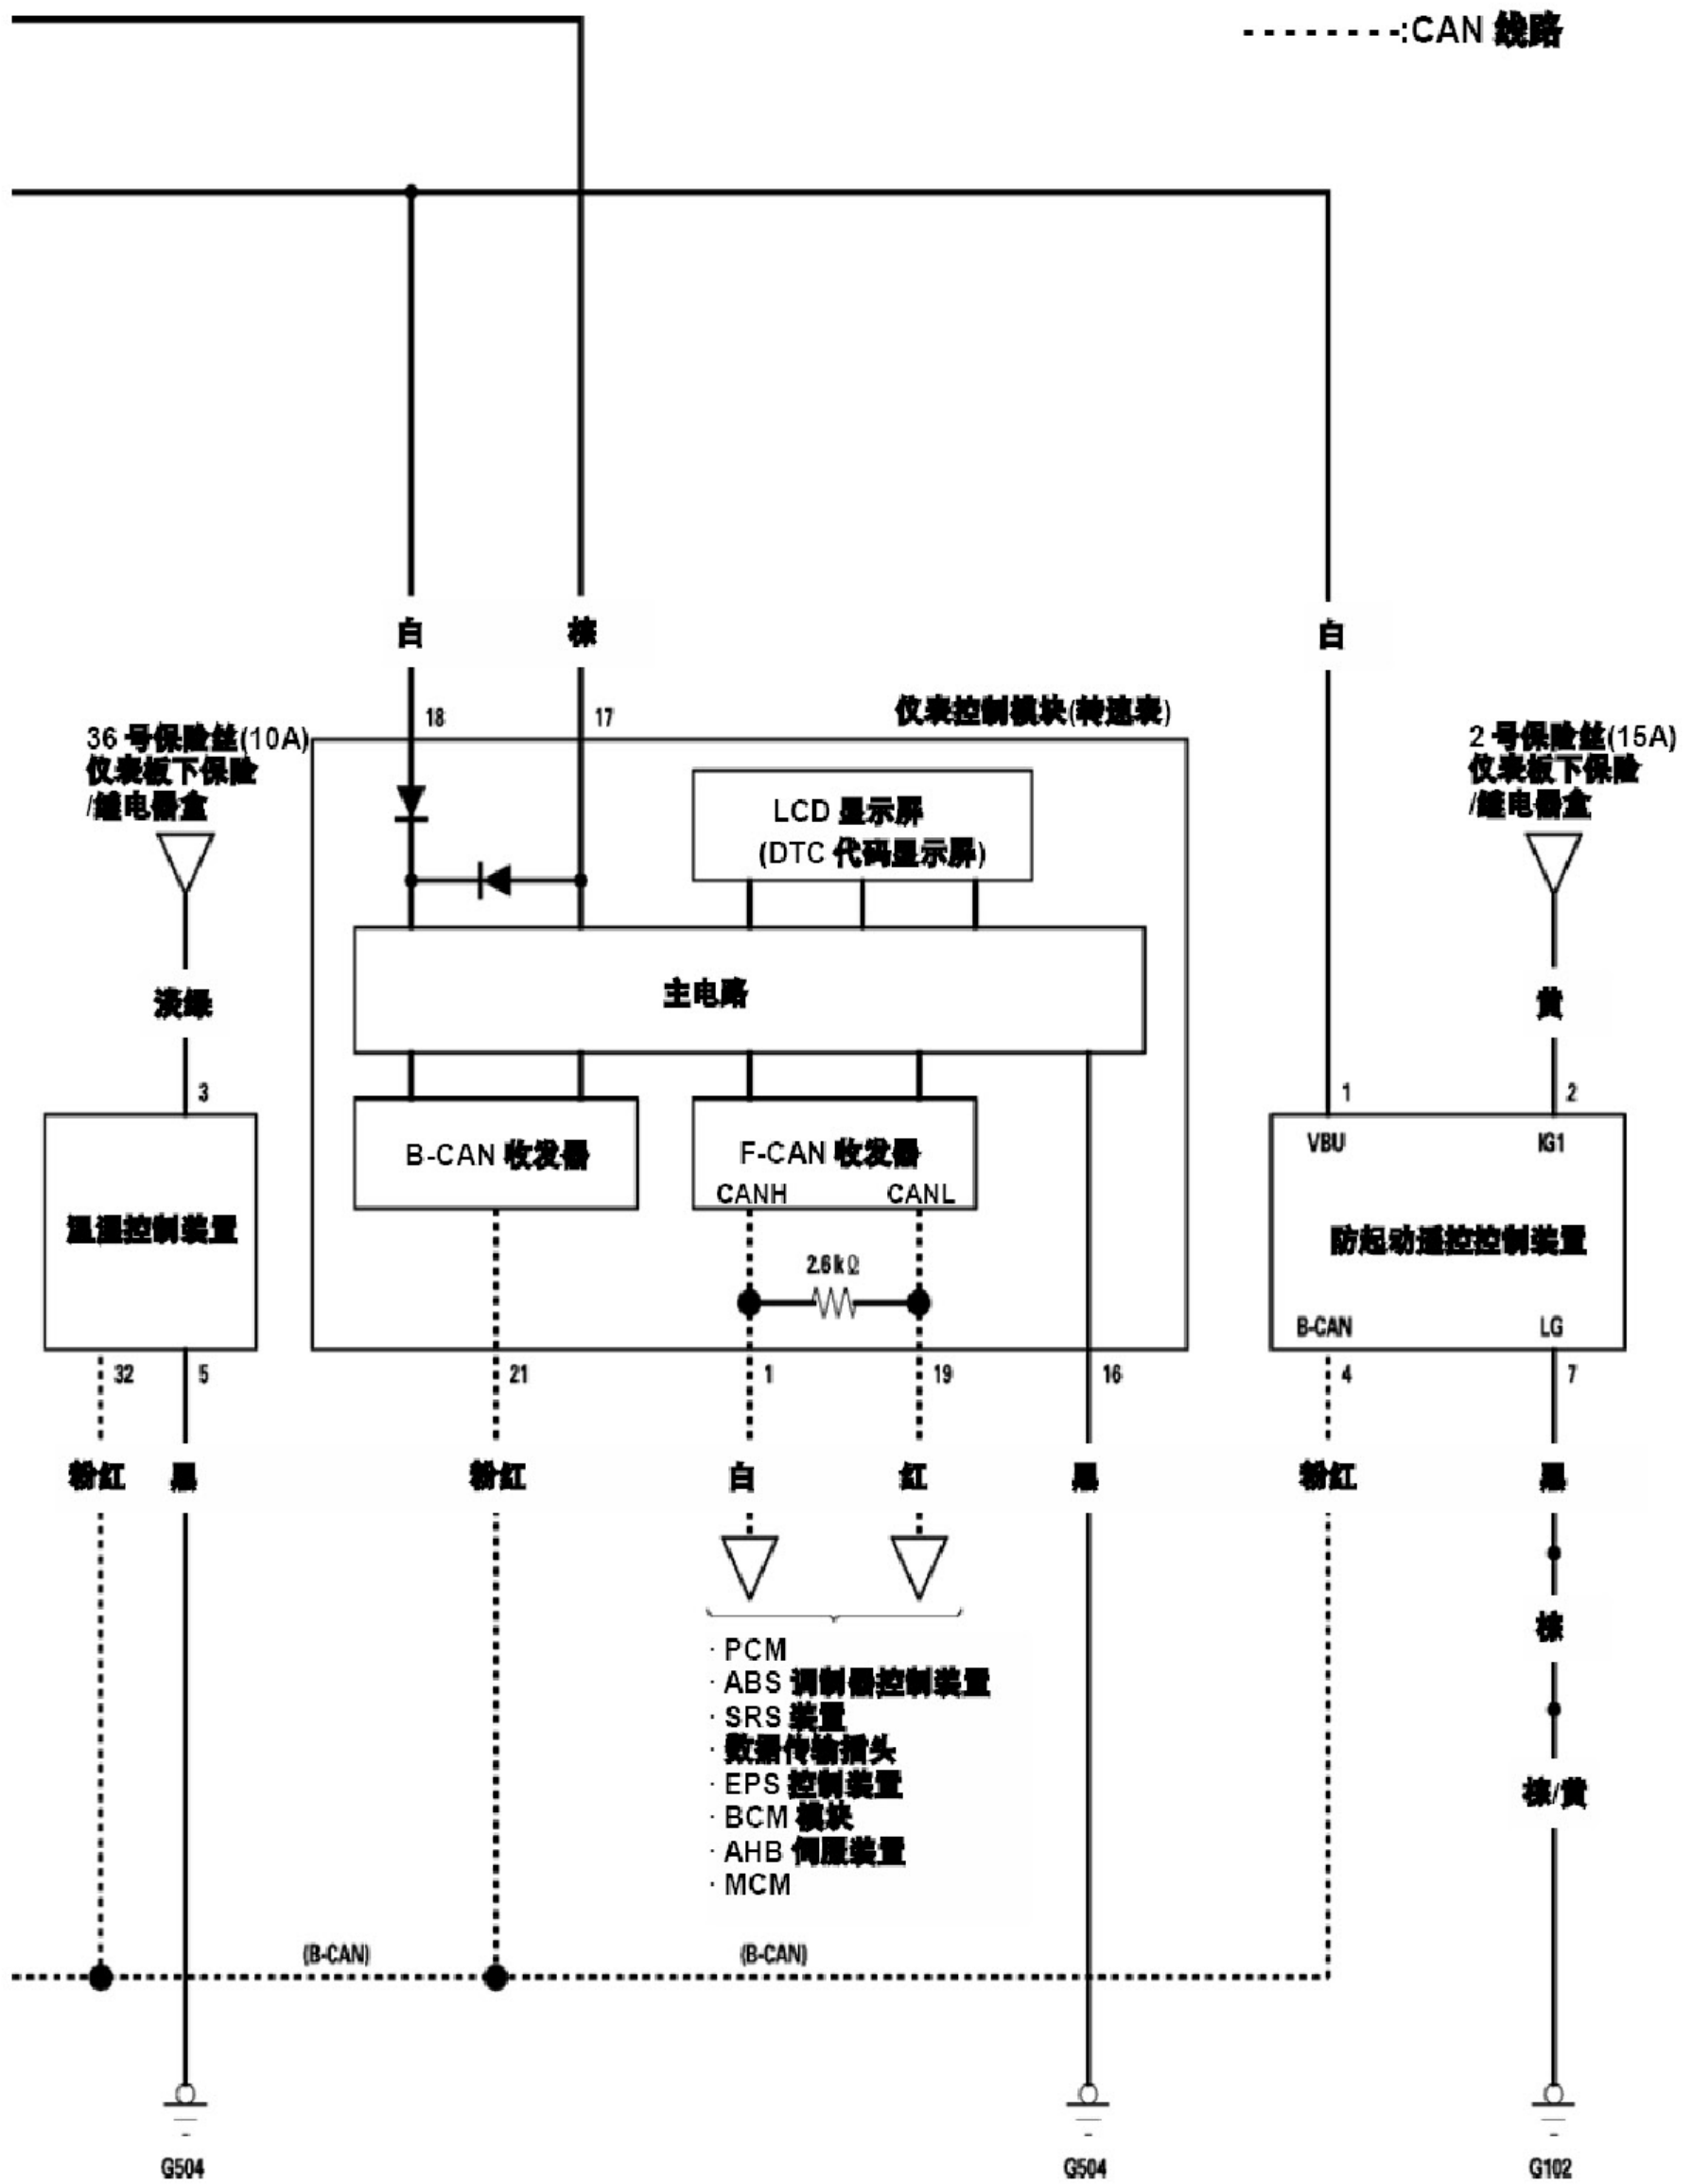 :CAN 线路
白
棕
白
18
17
仪表控制模块(转速表)
36 号保险丝(10A)
仪表板下保险
/继电器盒
2 号保险丝(15A)
仪表板下保险
/继电器盒
LCD 显示屏
(DTC 代码显示屏)
淡绿
主电路
黄
3
1
2
B-CAN 收发器
F-CAN 收发器
CANH
CANL
VBU
IG1
温湿控制装置
防起动遥控控制装置
2.6kΩ
B-CAN
LG
32
5
21
1
19
16
4
7
粉红
黑
粉红
白
红
黑
粉红
黑
· PCM
· ABS 调制器控制装置
· SRS 装置
· 数据传输插头
· EPS 控制装置
· BCM 模块
· AHB 伺服装置
· MCM
棕
棕/黄
(B-CAN)
(B-CAN)
G504
G504
G102